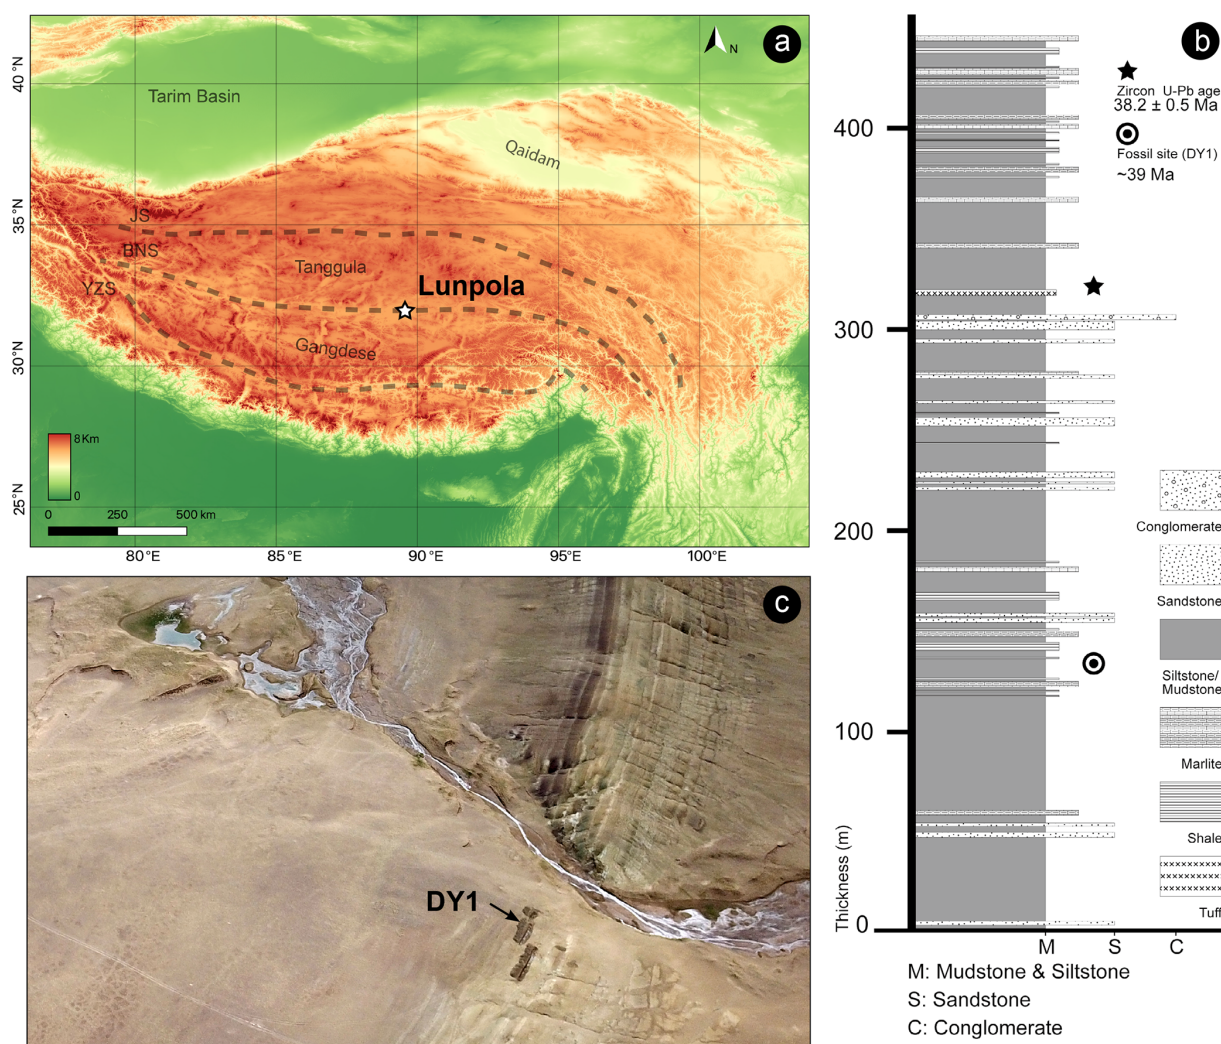 a
N
40 °N
35 °N
30°N
25°N
Tarim Basin
Qaidam
JS
BNS
YZS
Tanggula
Lunpola
Gangdese
8 Km
0
0 250 500 km
80°E 85°E 90°E 95°E 100°E
b
Zircon U-Pb age
38.2 ± 0.5 Ma
Fossil site (DY1)
~39 Ma
400
300
200
100
0
Thickness (m)
Conglomerate
Sandstone
Siltstone/
Mudstone
Marlite
Shale
Tuff
M S C
M: Mudstone & Siltstone
S: Sandstone
C: Conglomerate
c
DY1